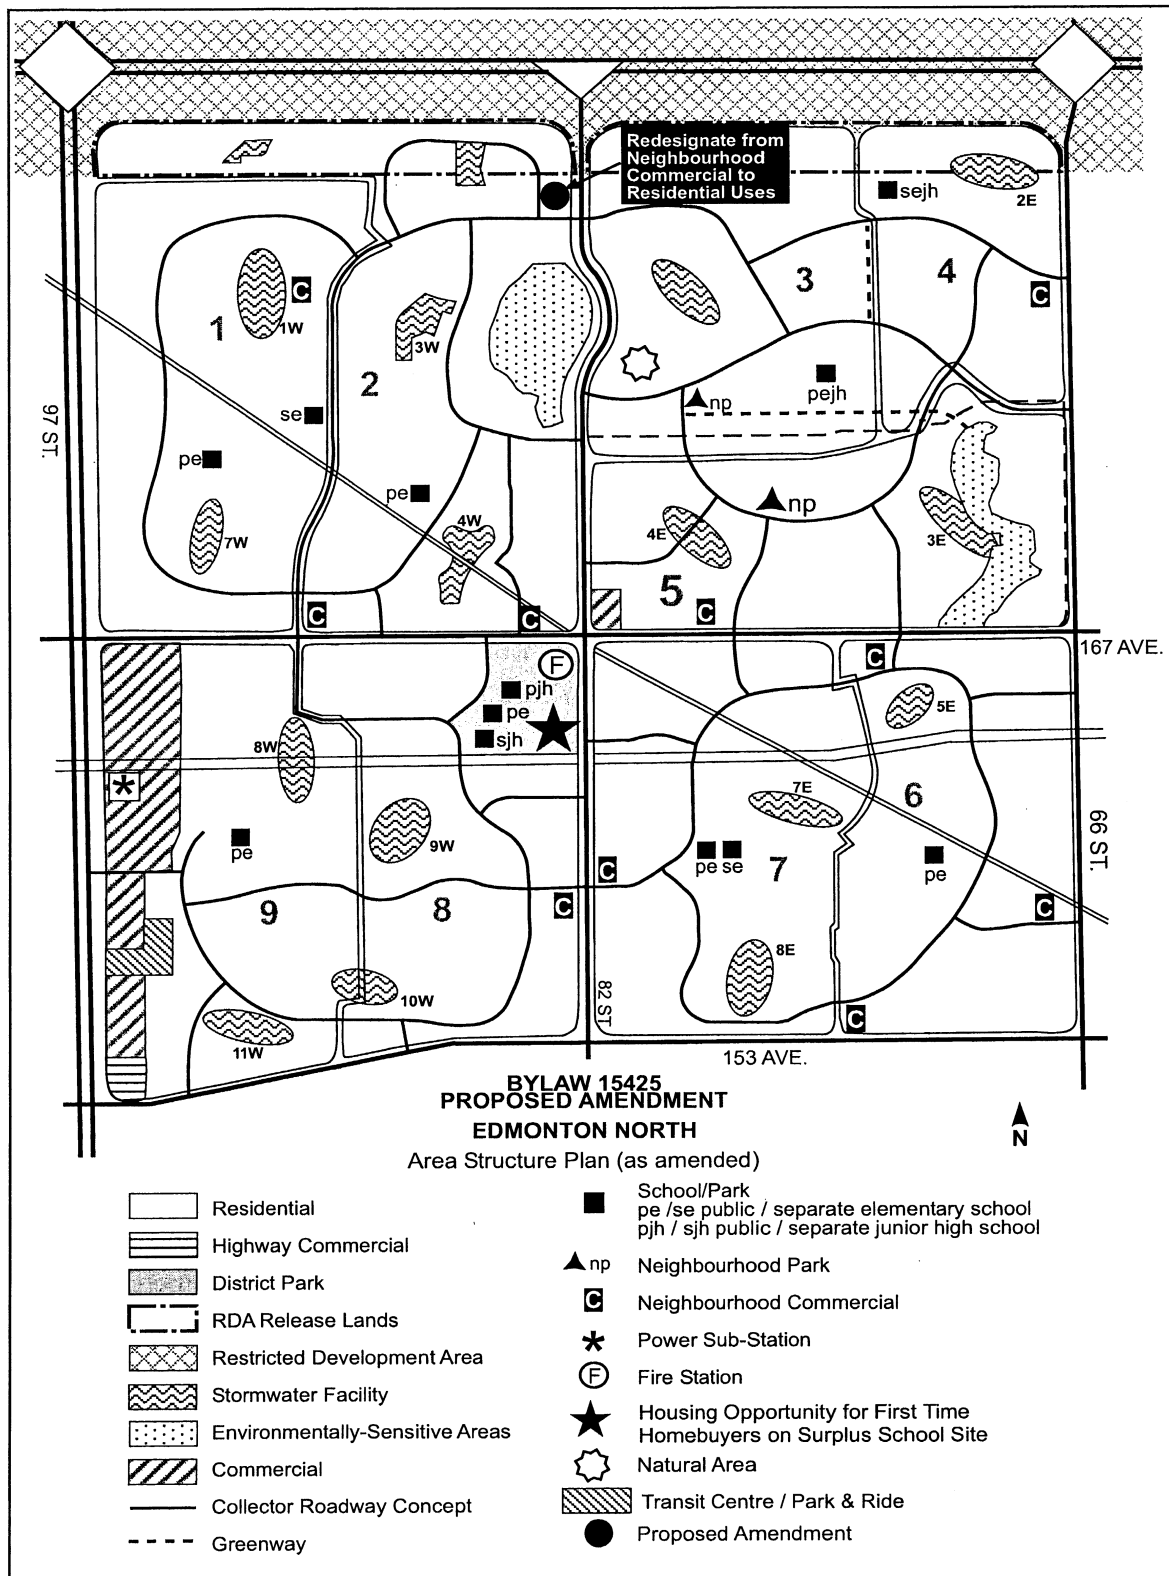 Redesignate from
Neighbourhood
Commercial to
Residential Uses
sejh
2E
3
4
C
1
1W
C
3W
2
se
pe
pe
7W
4W
97 ST.
pejh
np
np
4E
3E
5
C
C
C
167 AVE.
F
pjh
pe
sjh
C
5E
8W
*
pe
9W
7E
6
66 ST.
pe se
7
pe
C
C
C
9
8
8E
10W
11W
82 ST
C
153 AVE.
BYLAW 15425
PROPOSED AMENDMENT
EDMONTON NORTH
Area Structure Plan (as amended)
N
Residential
Highway Commercial
District Park
RDA Release Lands
Restricted Development Area
Stormwater Facility
Environmentally-Sensitive Areas
Commercial
Collector Roadway Concept
Greenway
School/Park
pe /se public / separate elementary school
pjh / sjh public / separate junior high school
np Neighbourhood Park
C Neighbourhood Commercial
* Power Sub-Station
F Fire Station
Housing Opportunity for First Time
Homebuyers on Surplus School Site
Natural Area
Transit Centre / Park & Ride
Proposed Amendment